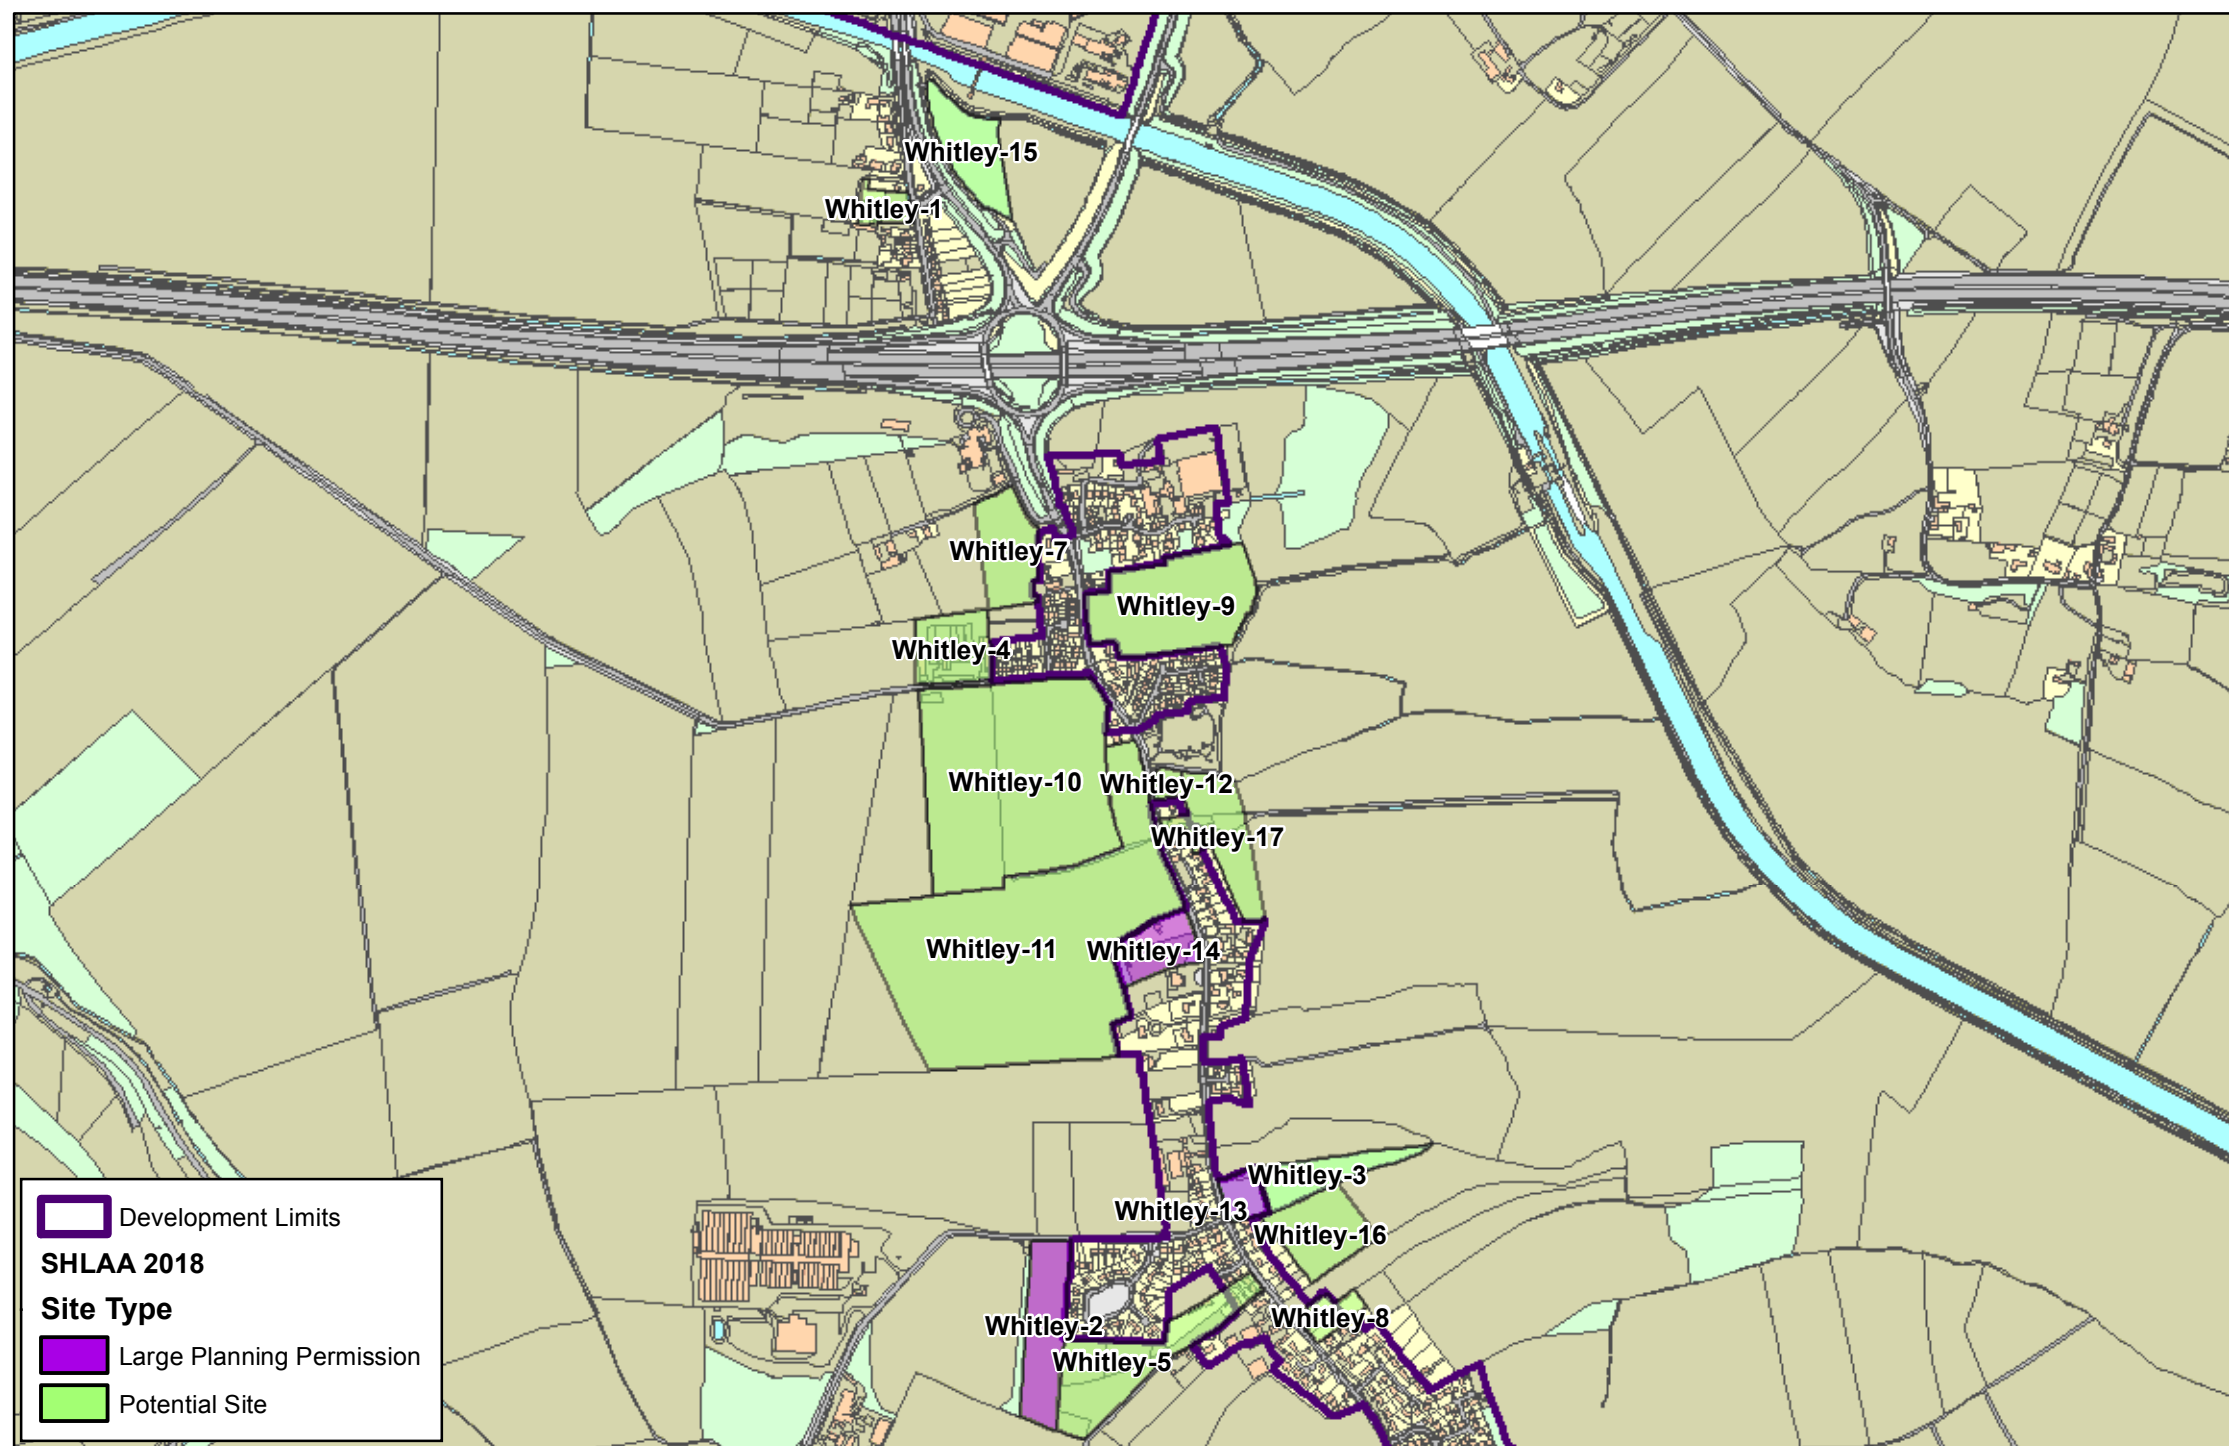 Whitley-15
Whitley-1
Whitley-7
Whitley-9
Whitley-4
Whitley-10
Whitley-12
Whitley-17
Whitley-11
Whitley-14
Whitley-3
Whitley-13
Whitley-16
Whitley-8
Whitley-2
Whitley-5
Development Limits
SHLAA 2018
Site Type
Large Planning Permission
Potential Site